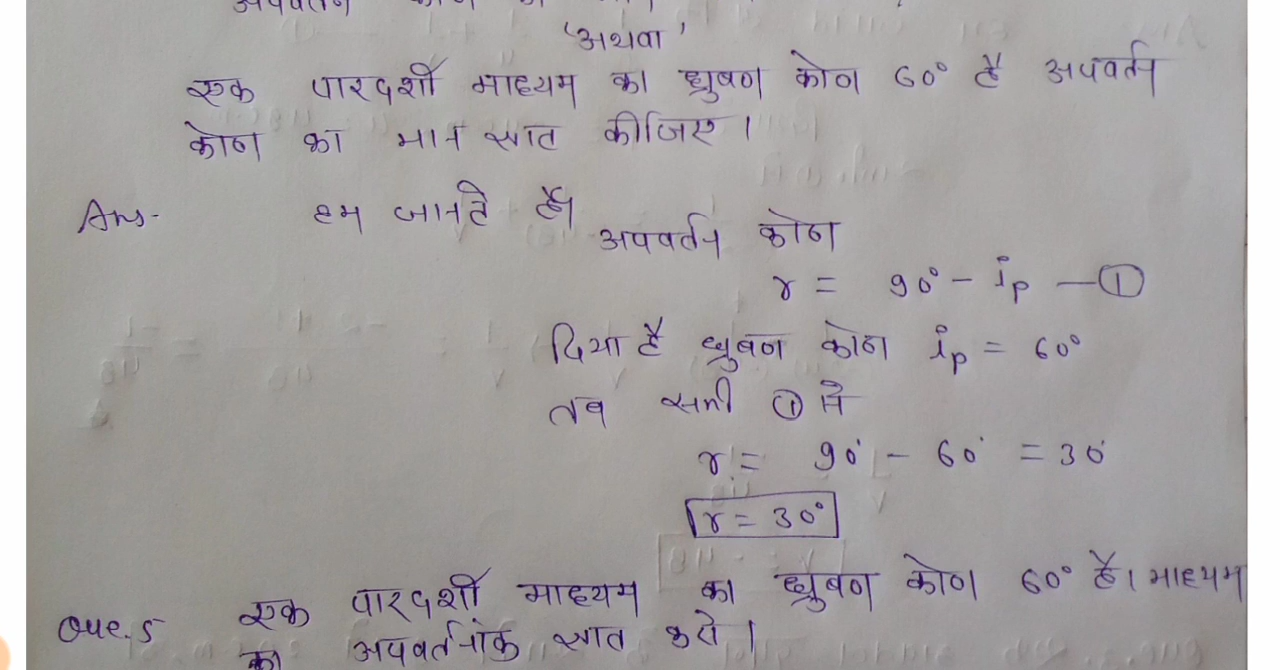 'अथवा'
एक पारदर्शी माध्यम का ध्रुवण कोण 60° है अपवर्तन
कोण का मान ज्ञात कीजिए।
Ans- हम जानते हैं
अपवर्तन कोण
r = 90° - ip —①
दिया है ध्रुवण कोण ip = 60°
तब समी ① से
r = 90° - 60° = 30°
r = 30°
Que.5 एक पारदर्शी माध्यम का ध्रुवण कोण 60° है। माध्यम
का अपवर्तनांक ज्ञात करो।